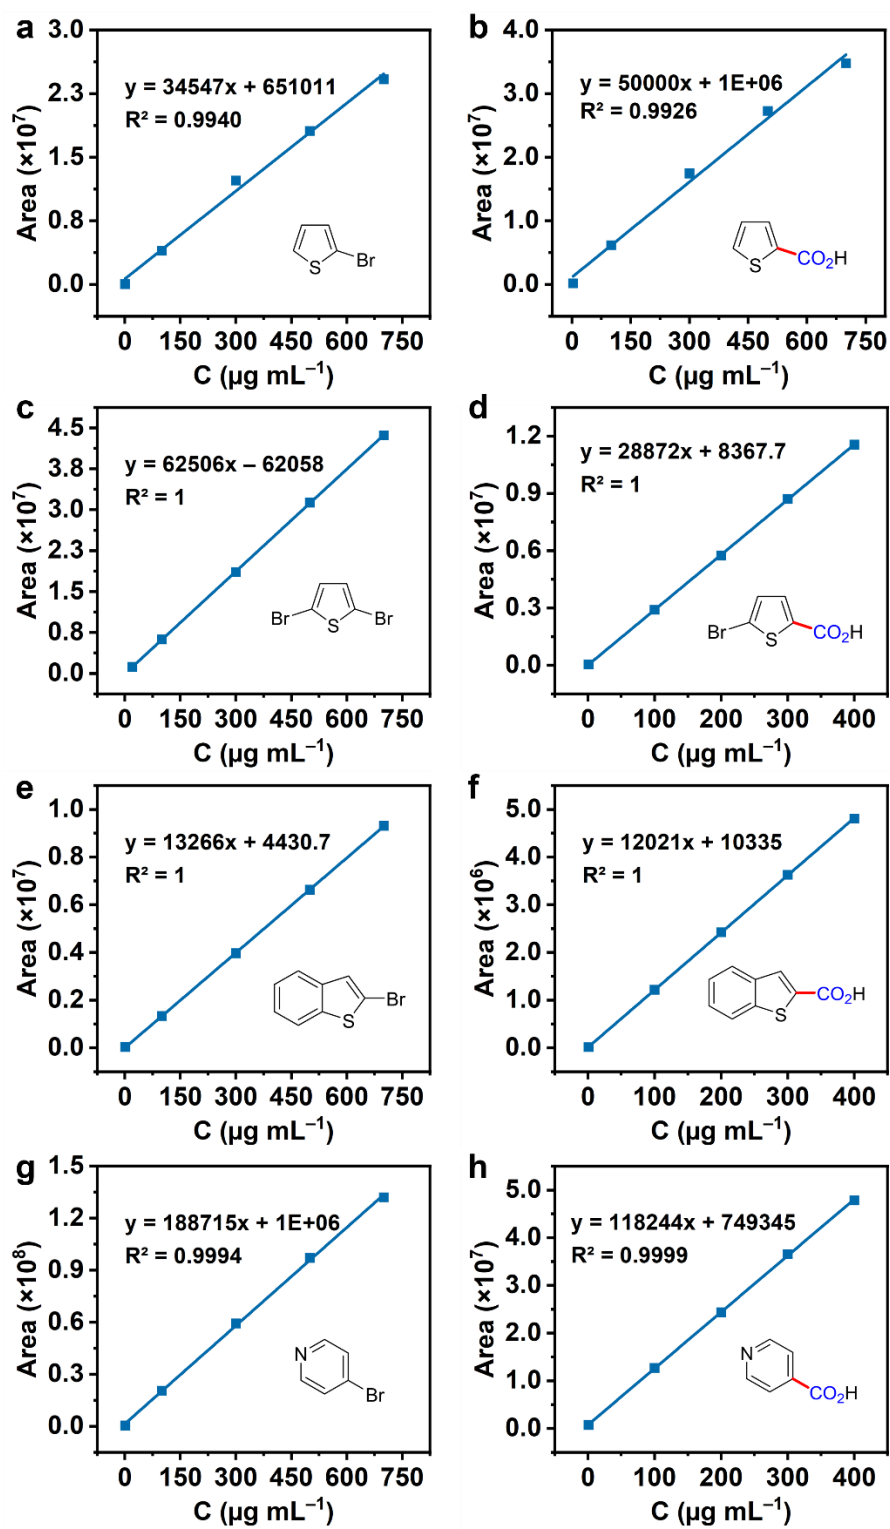 a
3.0
2.3
1.5
0.8
0.0
Area (×10⁷)
y = 34547x + 651011
R² = 0.9940
S
Br
0 150 300 450 600 750
C (µg mL⁻¹)
b
4.0
3.0
2.0
1.0
0.0
Area (×10⁷)
y = 50000x + 1E+06
R² = 0.9926
S
CO₂H
0 150 300 450 600 750
C (µg mL⁻¹)
c
4.5
3.8
3.0
2.3
1.5
0.8
0.0
Area (×10⁷)
y = 62506x – 62058
R² = 1
Br S Br
0 150 300 450 600 750
C (µg mL⁻¹)
d
1.2
0.9
0.6
0.3
0.0
Area (×10⁷)
y = 28872x + 8367.7
R² = 1
Br S CO₂H
0 100 200 300 400
C (µg mL⁻¹)
e
1.0
0.8
0.6
0.4
0.2
0.0
Area (×10⁷)
y = 13266x + 4430.7
R² = 1
S
Br
0 150 300 450 600 750
C (µg mL⁻¹)
f
5.0
4.0
3.0
2.0
1.0
0.0
Area (×10⁶)
y = 12021x + 10335
R² = 1
S
CO₂H
0 100 200 300 400
C (µg mL⁻¹)
g
1.5
1.2
0.9
0.6
0.3
0.0
Area (×10⁸)
y = 188715x + 1E+06
R² = 0.9994
N
Br
0 150 300 450 600 750
C (µg mL⁻¹)
h
5.0
4.0
3.0
2.0
1.0
0.0
Area (×10⁷)
y = 118244x + 749345
R² = 0.9999
N
CO₂H
0 100 200 300 400
C (µg mL⁻¹)